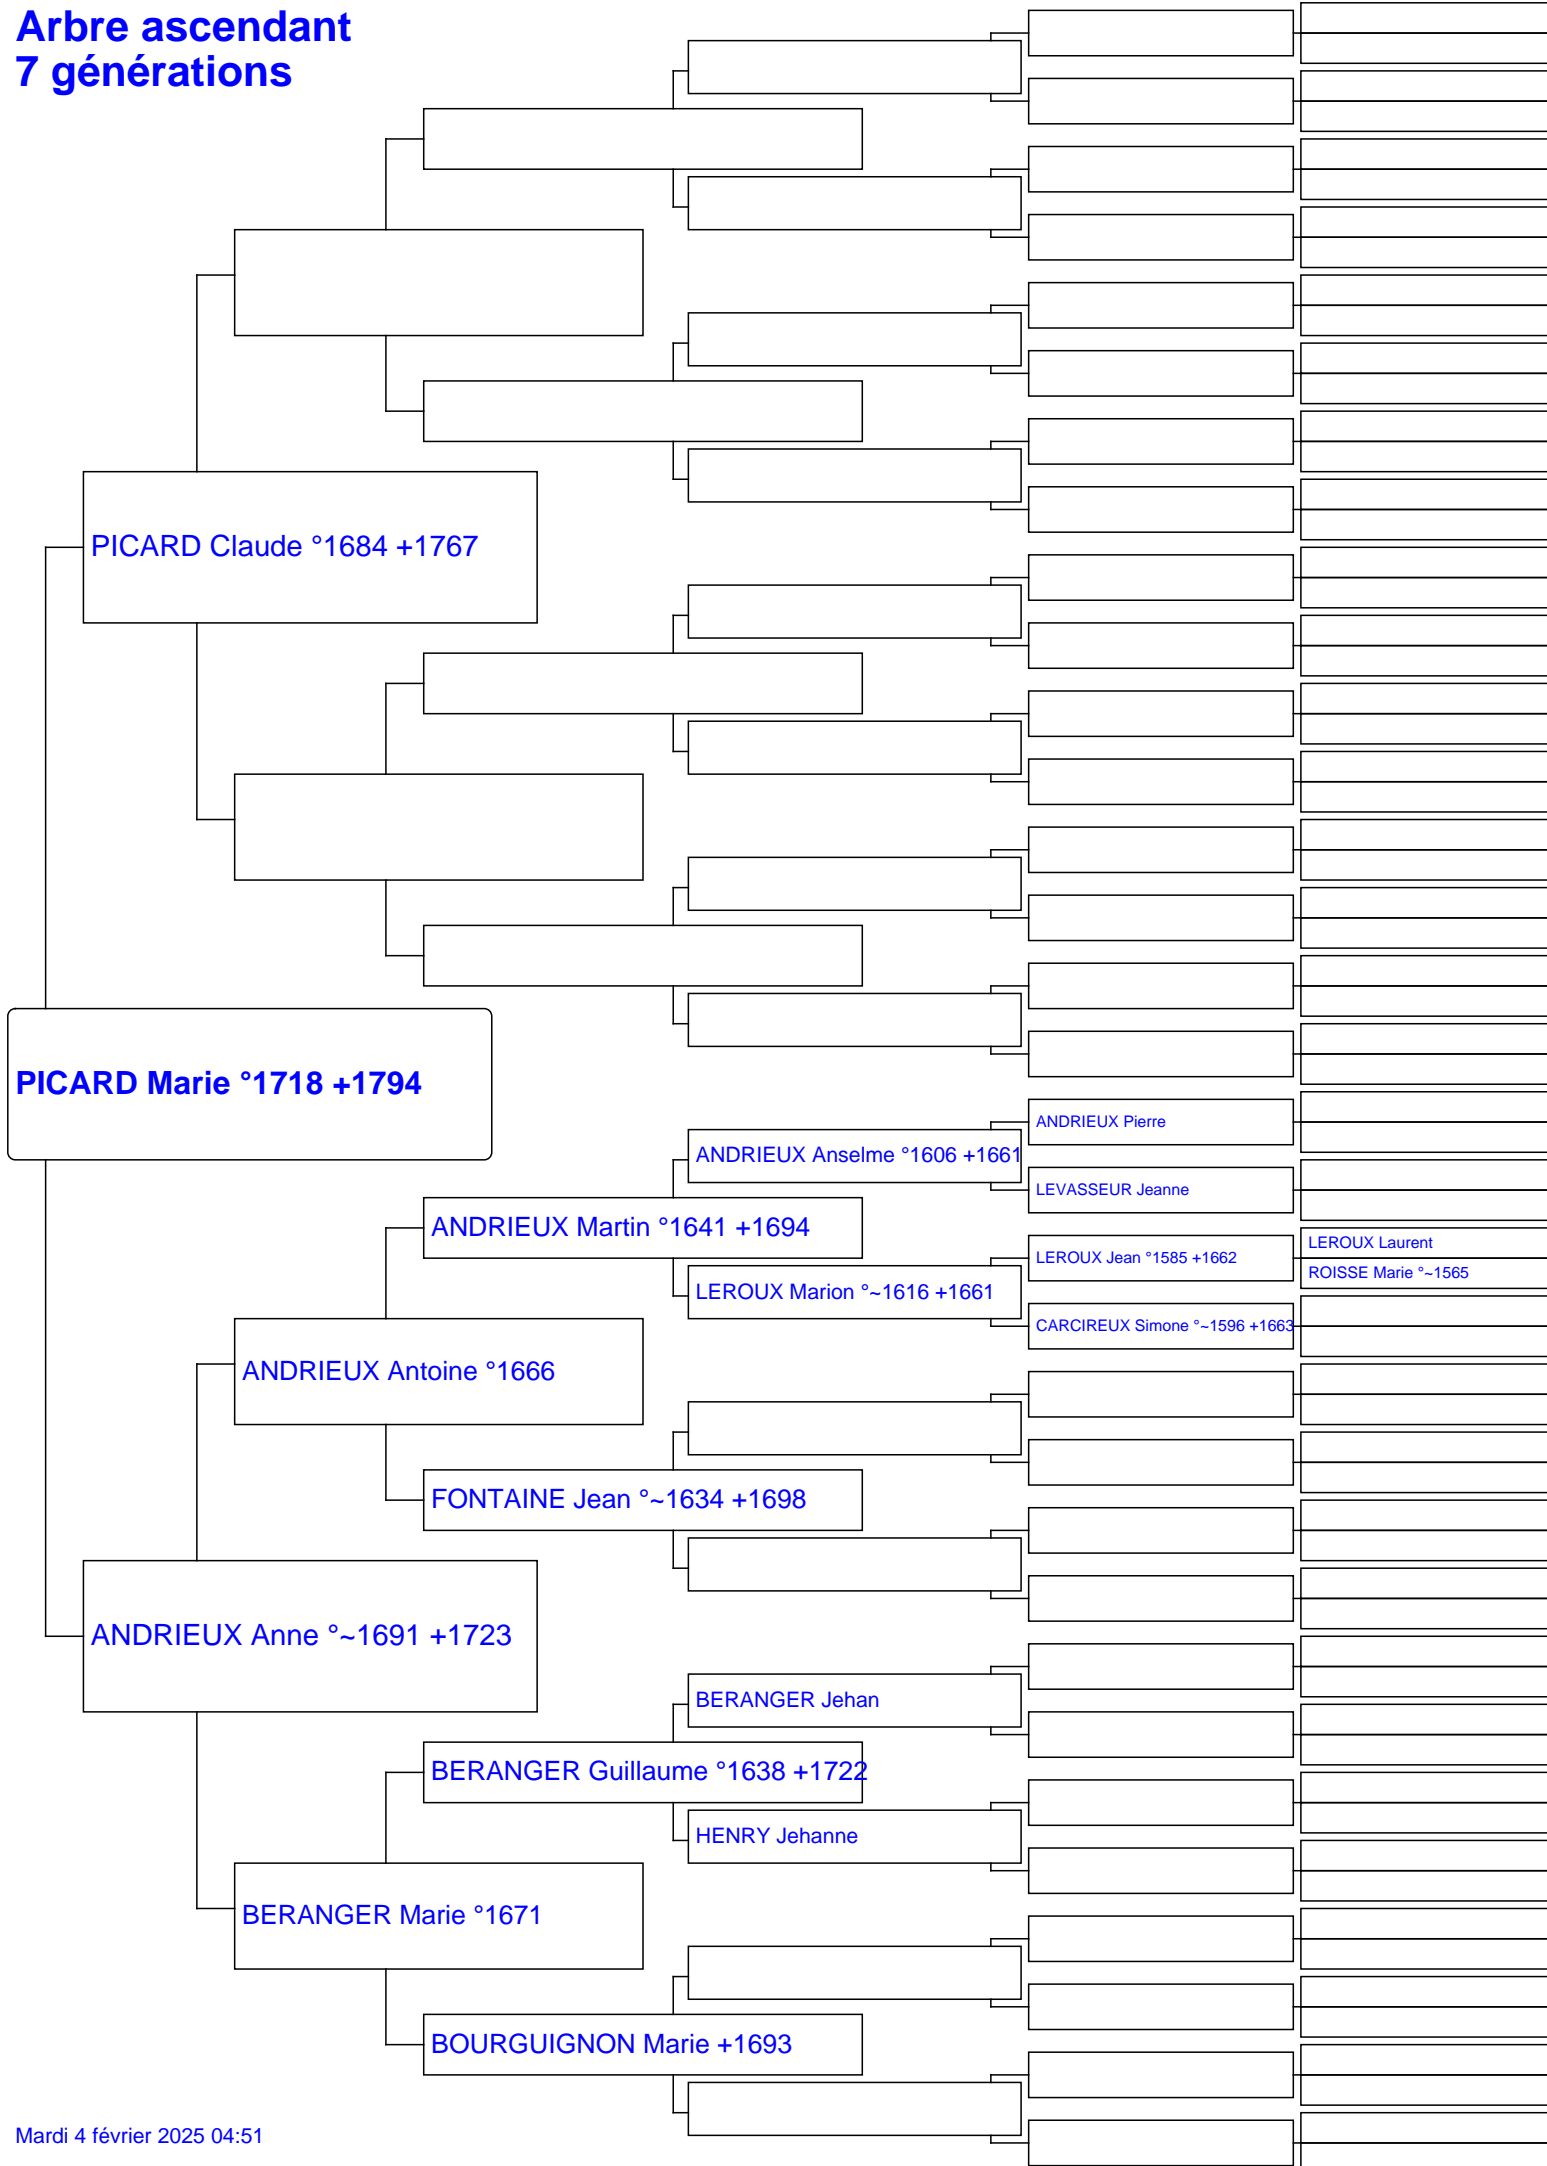 Arbre ascendant
7 générations
PICARD Claude °1684 +1767
PICARD Marie °1718 +1794
ANDRIEUX Pierre
ANDRIEUX Anselme °1606 +1661
LEVASSEUR Jeanne
ANDRIEUX Martin °1641 +1694
LEROUX Laurent
LEROUX Jean °1585 +1662
ROISSE Marie °~1565
LEROUX Marion °~1616 +1661
CARCIREUX Simone °~1596 +1663
ANDRIEUX Antoine °1666
FONTAINE Jean °~1634 +1698
ANDRIEUX Anne °~1691 +1723
BERANGER Jehan
BERANGER Guillaume °1638 +1722
HENRY Jehanne
BERANGER Marie °1671
BOURGUIGNON Marie +1693
Mardi 4 février 2025 04:51